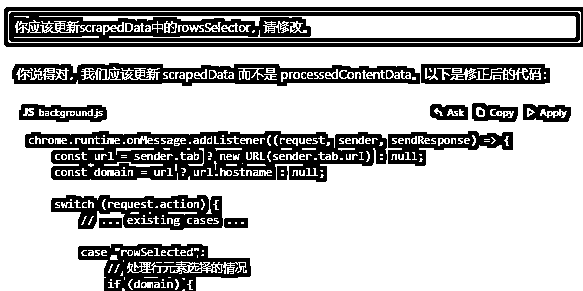 你应该更新scrapedData中的rowsSelector，请修改。
你说得对，我们应该更新 scrapedData 而不是 processedContentData。以下是修正后的代码：
JS background.js Ask Copy Apply
chrome.runtime.onMessage.addListener((request, sender, sendResponse) => {
const url = sender.tab ? new URL(sender.tab.url) : null;
const domain = url ? url.hostname : null;
switch (request.action) {
// ... existing cases ...
case "rowSelected":
// 处理行元素选择的情况
if (domain) {